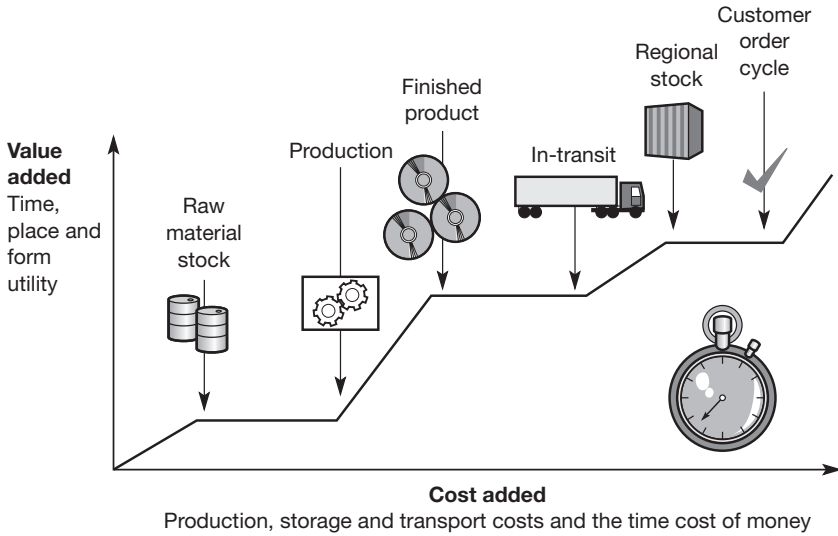 Customer
order
cycle
Regional
stock
Finished
product
In-transit
Production
Value
added
Time,
place and
form
utility
Raw
material
stock
Cost added
Production, storage and transport costs and the time cost of money